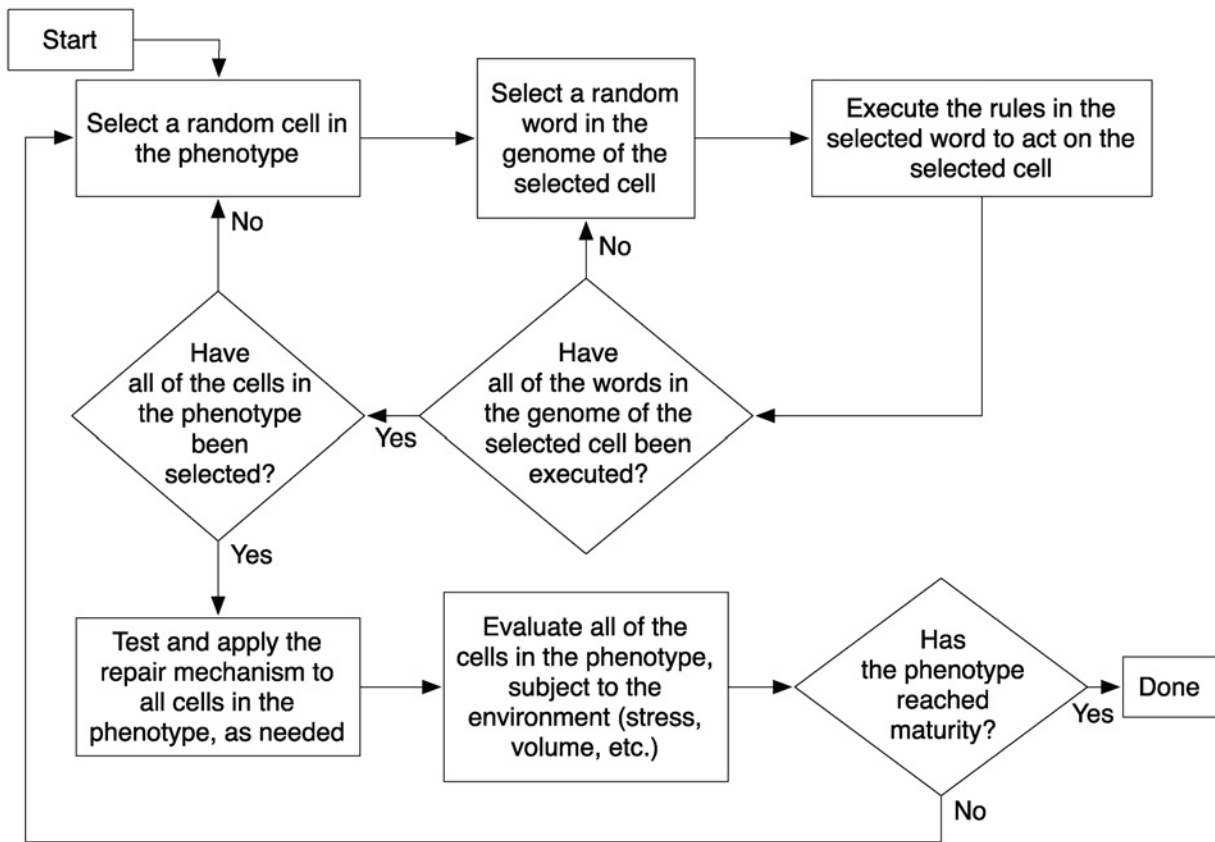 Start
Select a random cell in
the phenotype
Select a random
word in the
genome of the
selected cell
Execute the rules in the
selected word to act on the
selected cell
No
No
Have
all of the cells in
the phenotype
been
selected?
Yes
Have
all of the words in
the genome of the
selected cell been
executed?
Yes
Test and apply the
repair mechanism to
all cells in the
phenotype, as needed
Evaluate all of the
cells in the phenotype,
subject to the
environment (stress,
volume, etc.)
Has
the phenotype
reached
maturity?
Yes
Done
No